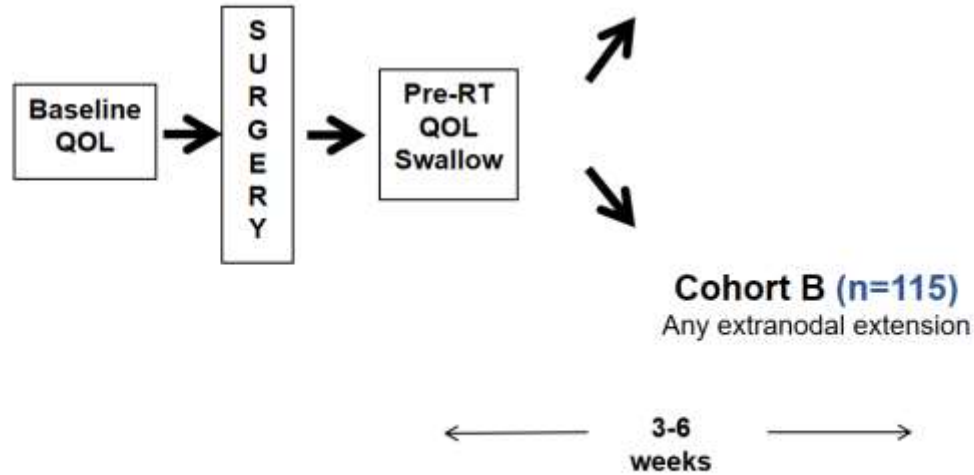 Baseline
QOL
S
U
R
G
E
R
Y
Pre-RT
QOL
Swallow
Cohort B (n=115)
Any extranodal extension
3-6
weeks